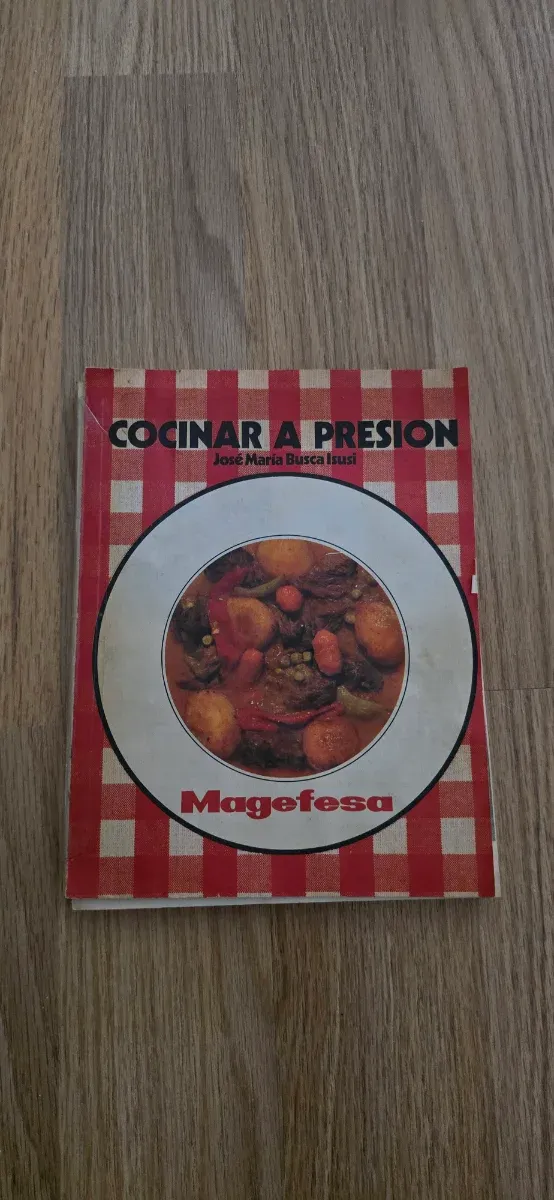 COCINAR A PRESION
José María Busca Isusi
Magefesa